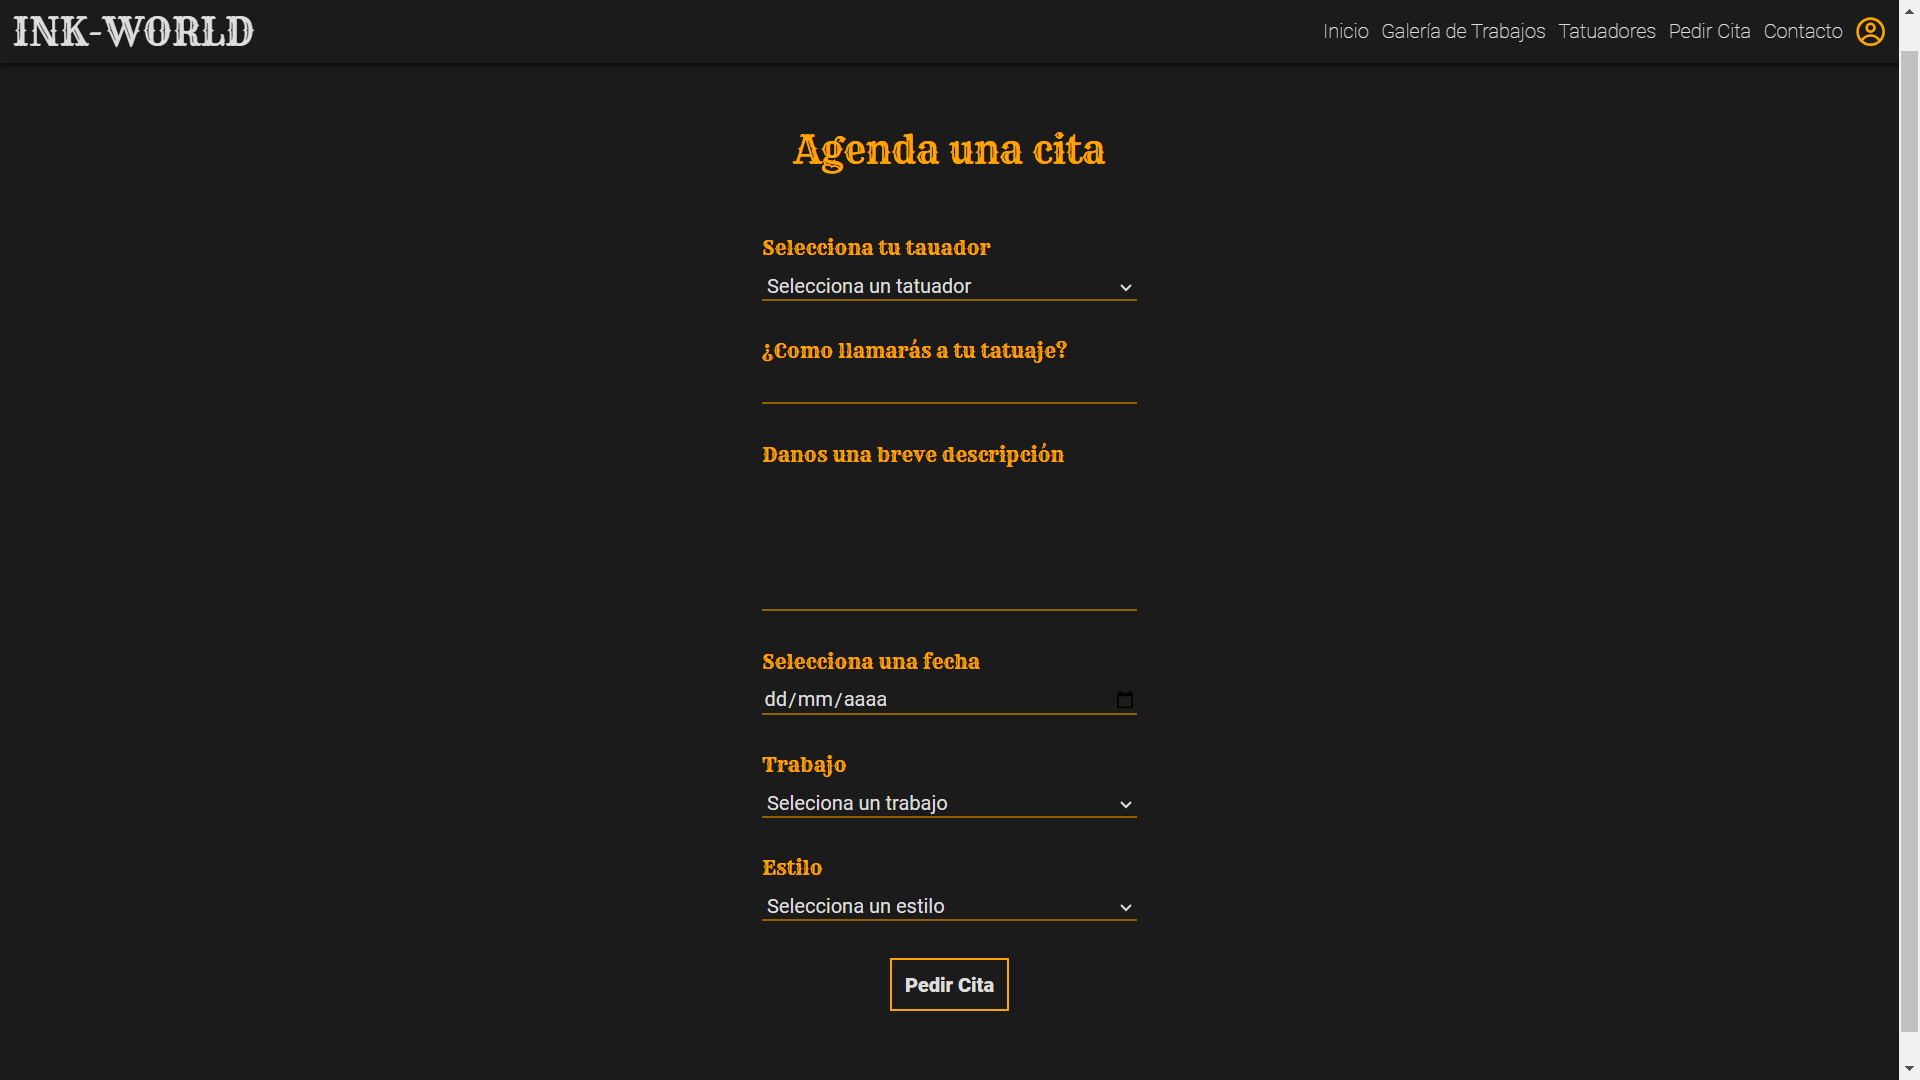 INK-WORLD
Inicio Galería de Trabajos Tatuadores Pedir Cita Contacto
Agenda una cita
Selecciona tu tauador
Selecciona un tatuador
¿Como llamarás a tu tatuaje?
Danos una breve descripción
Selecciona una fecha
dd/mm/aaaa
Trabajo
Seleciona un trabajo
Estilo
Selecciona un estilo
Pedir Cita